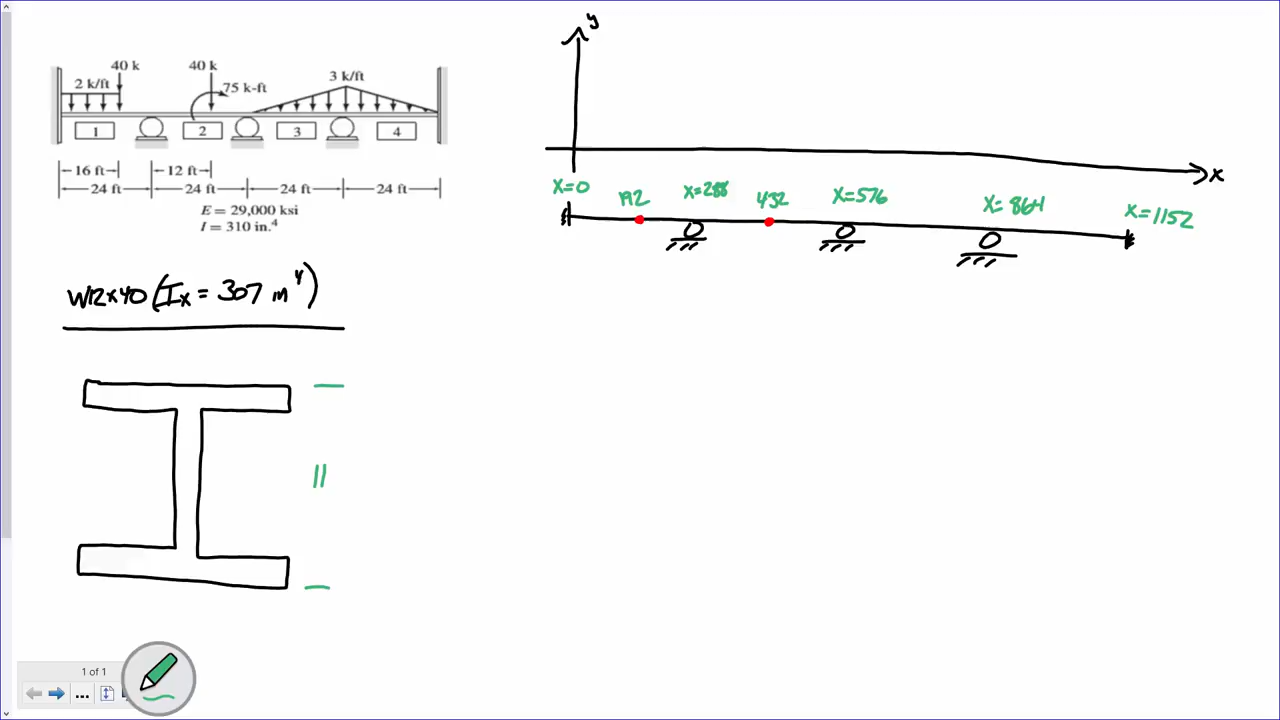 40 k
40 k
2 k/ft
75 k-ft
3 k/ft
1
2
3
4
16 ft
12 ft
24 ft
24 ft
24 ft
24 ft
E = 29,000 ksi
I = 310 in.⁴
y
x
x=0
192
x=288
432
x=576
x=864
x=1152
W12x40 (Ix = 307 in⁴)
11
1 of 1
...